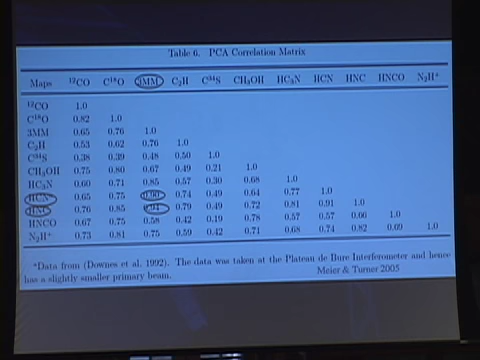 Table 6. PCA Correlation Matrix
Maps ¹²CO C¹⁸O 3MM C₂H C³⁴S CH₃OH HC₃N HCN HNC HNCO N₂H⁺
¹²CO 1.0
C¹⁸O 0.82 1.0
3MM 0.65 0.76 1.0
C₂H 0.53 0.62 0.76 1.0
C³⁴S 0.38 0.39 0.48 0.50 1.0
CH₃OH 0.75 0.80 0.67 0.49 0.21 1.0
HC₃N 0.60 0.71 0.85 0.57 0.30 0.68 1.0
HCN 0.65 0.75 0.74 0.49 0.64 0.77 1.0
HNC 0.76 0.85 0.79 0.49 0.72 0.81 0.91 1.0
HNCO 0.67 0.75 0.58 0.42 0.19 0.78 0.57 0.57 0.66 1.0
N₂H⁺ 0.73 0.81 0.75 0.59 0.42 0.71 0.68 0.74 0.82 1.0
ᵃData from (Downes et al. 1992). The data was taken at the Plateau de Bure Interferometer and hence
has a slightly smaller primary beam.
Meier & Turner 2005